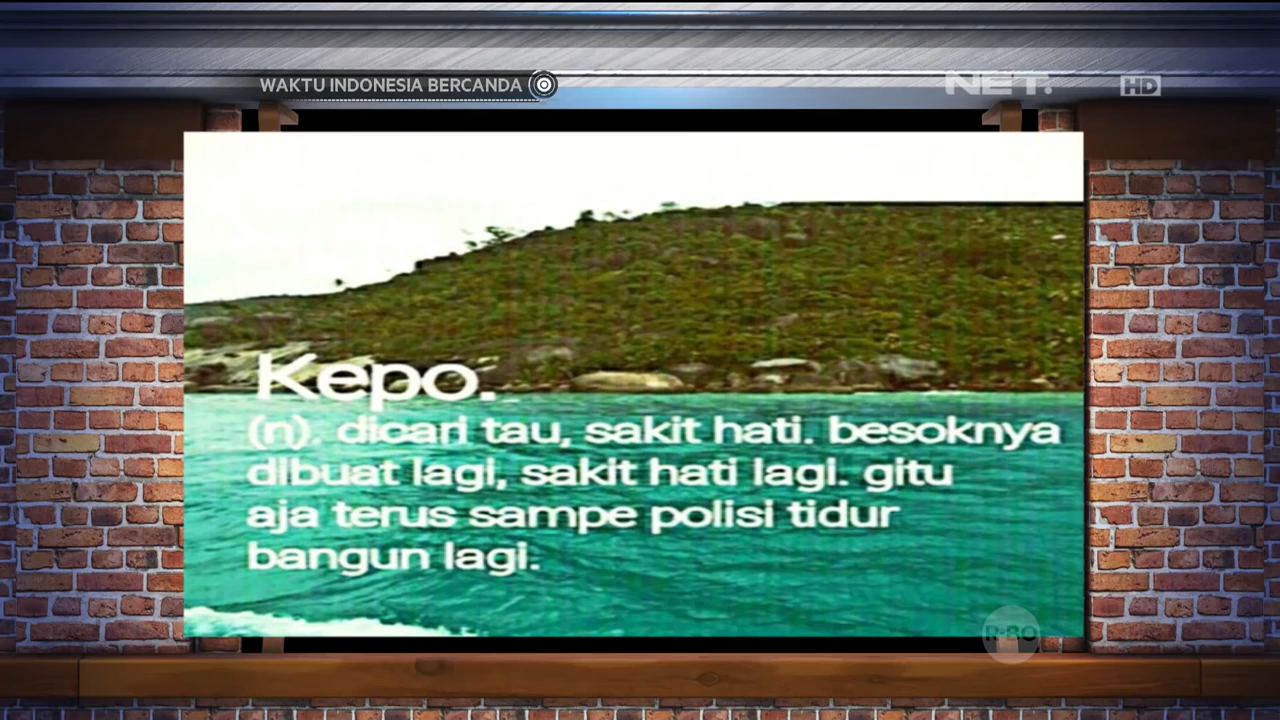 WAKTU INDONESIA BERCANDA
NET.
HD
Kepo.
(n). dicari tau, sakit hati. besoknya
dibuat lagi, sakit hati lagi. gitu
aja terus sampe polisi tidur
bangun lagi.
R-BO